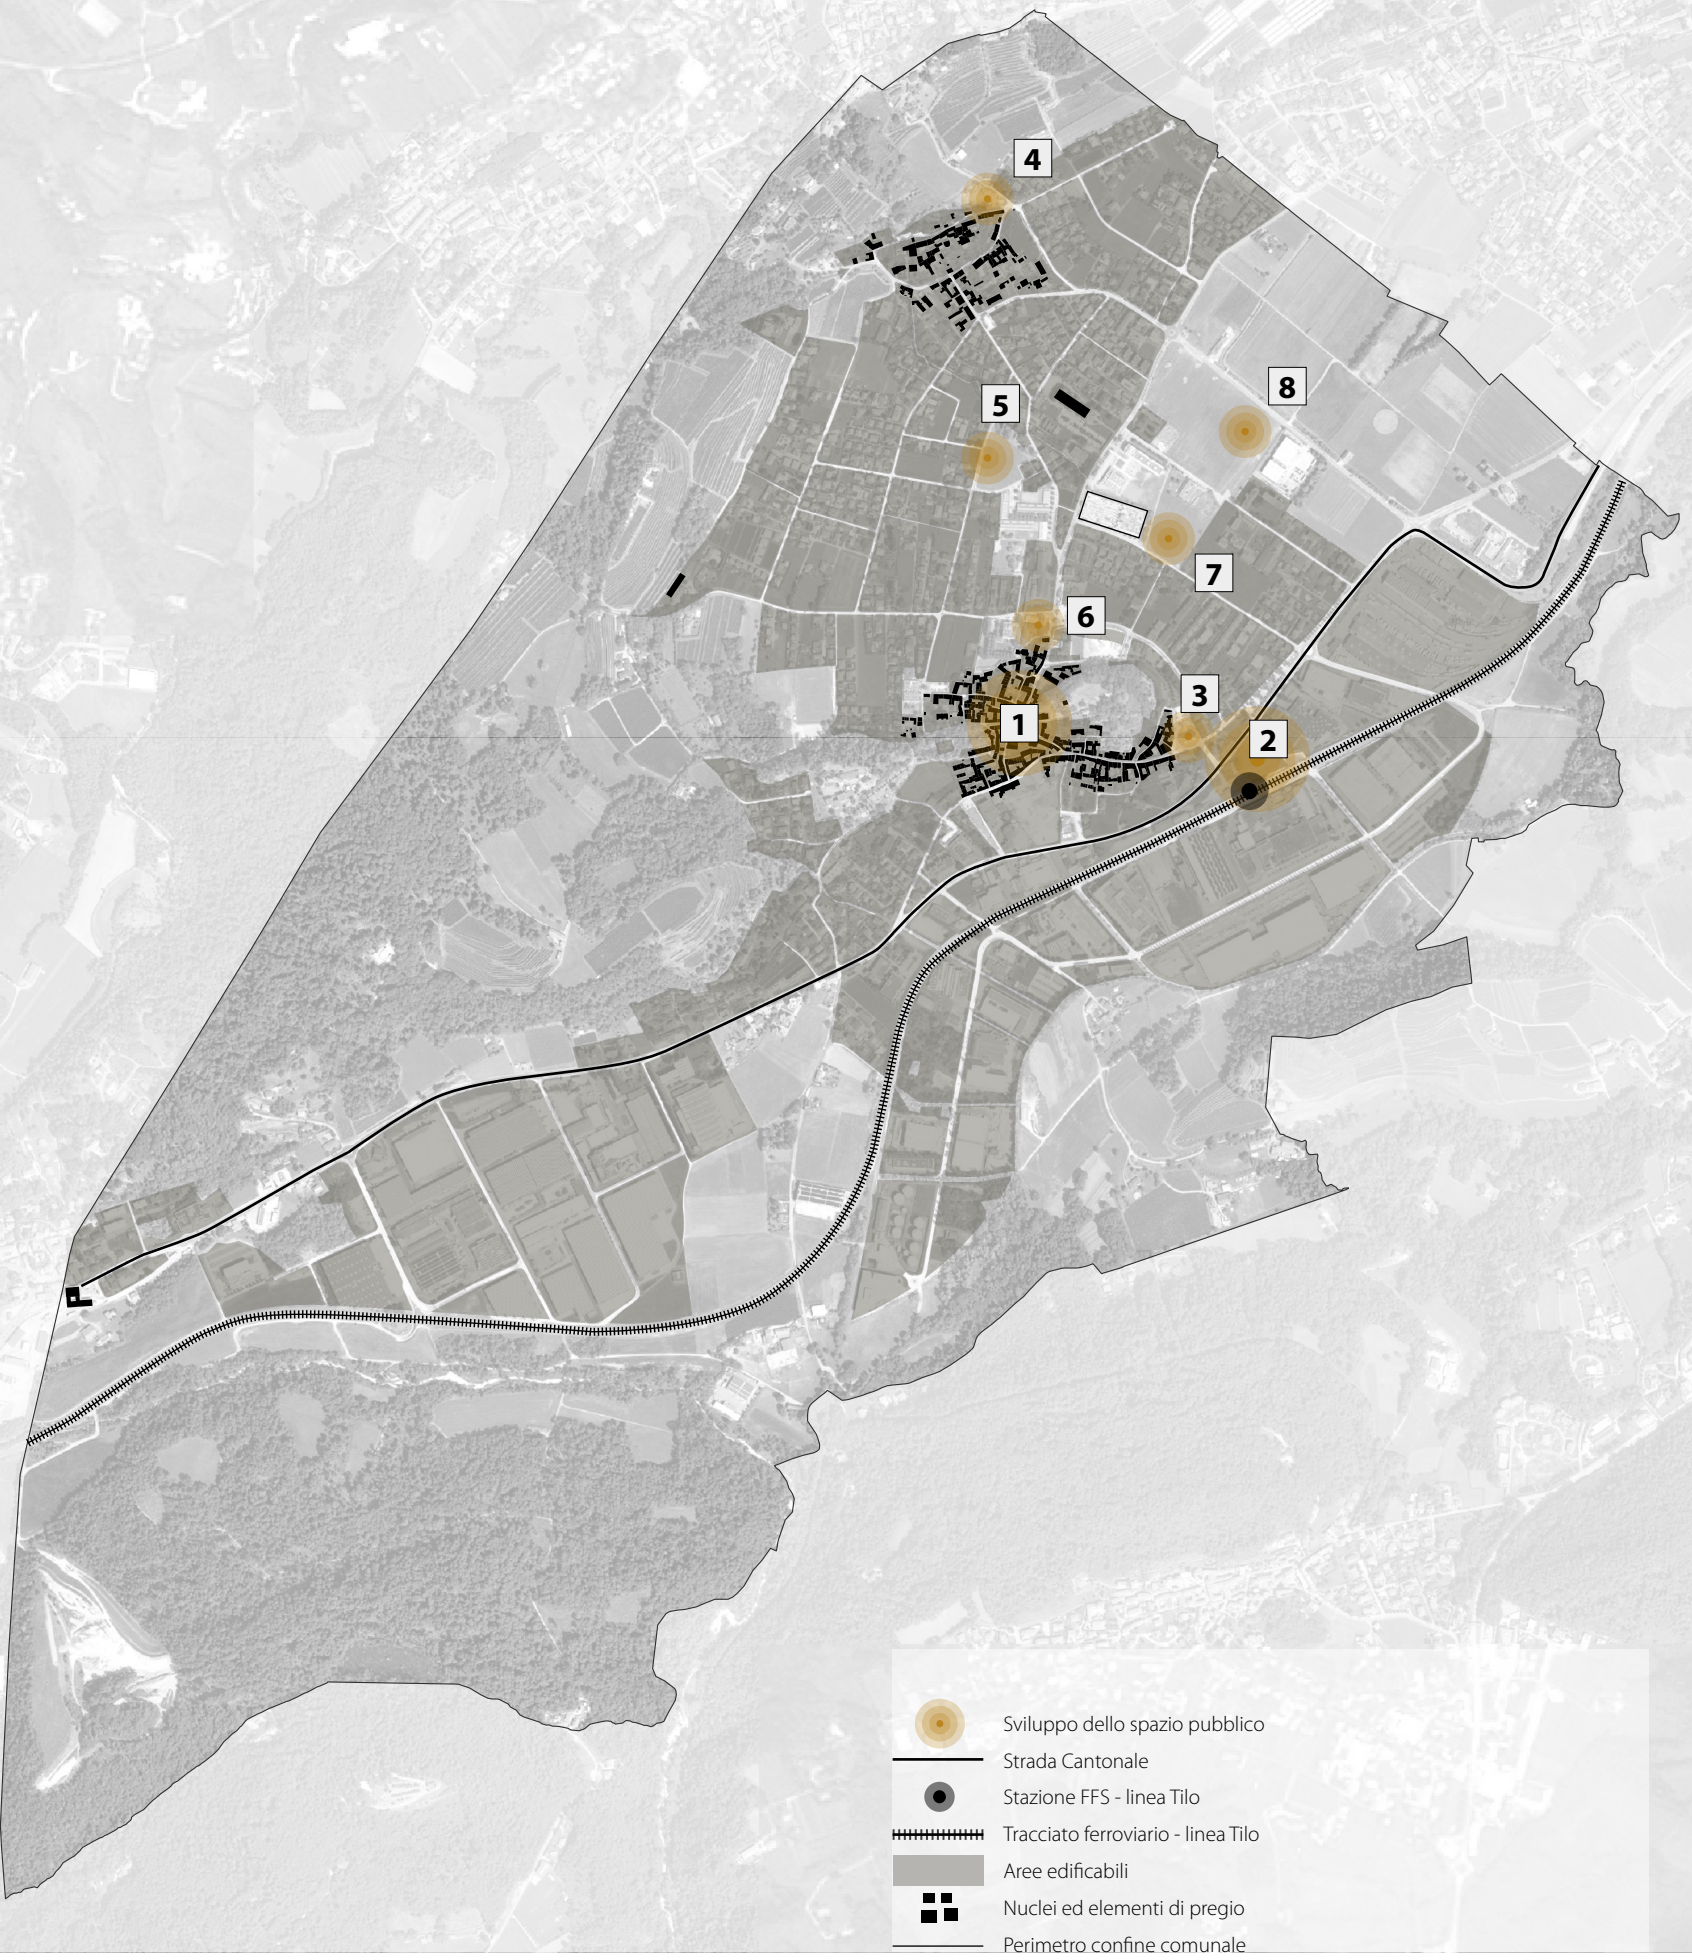 4
8
5
7
6
3
1
2
Sviluppo dello spazio pubblico
Strada Cantonale
Stazione FFS - linea Tilo
Tracciato ferroviario - linea Tilo
Aree edificabili
Nuclei ed elementi di pregio
Perimetro confine comunale